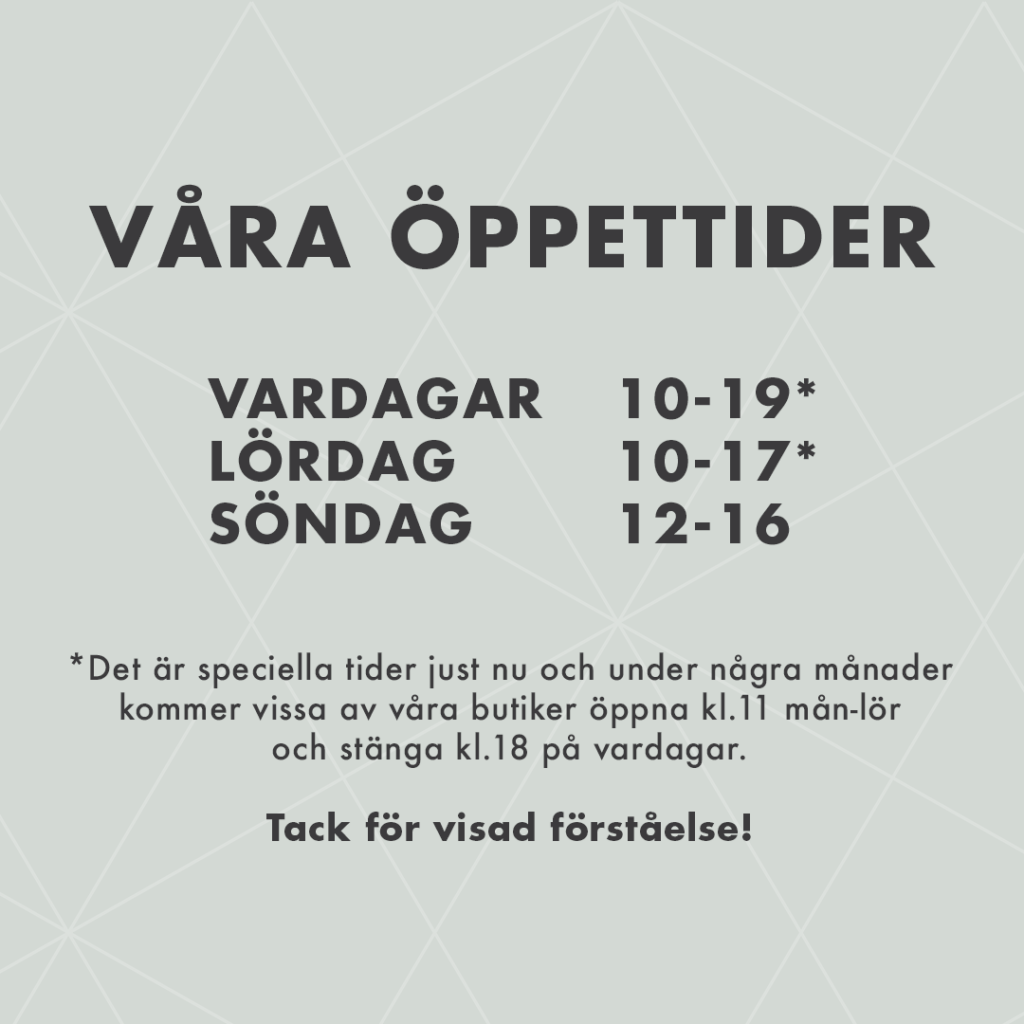 VÅRA ÖPPETTIDER
VARDAGAR 10-19*
LÖRDAG 10-17*
SÖNDAG 12-16
*Det är speciella tider just nu och under några månader
kommer vissa av våra butiker öppna kl.11 mån-lör
och stänga kl.18 på vardagar.
Tack för visad förståelse!